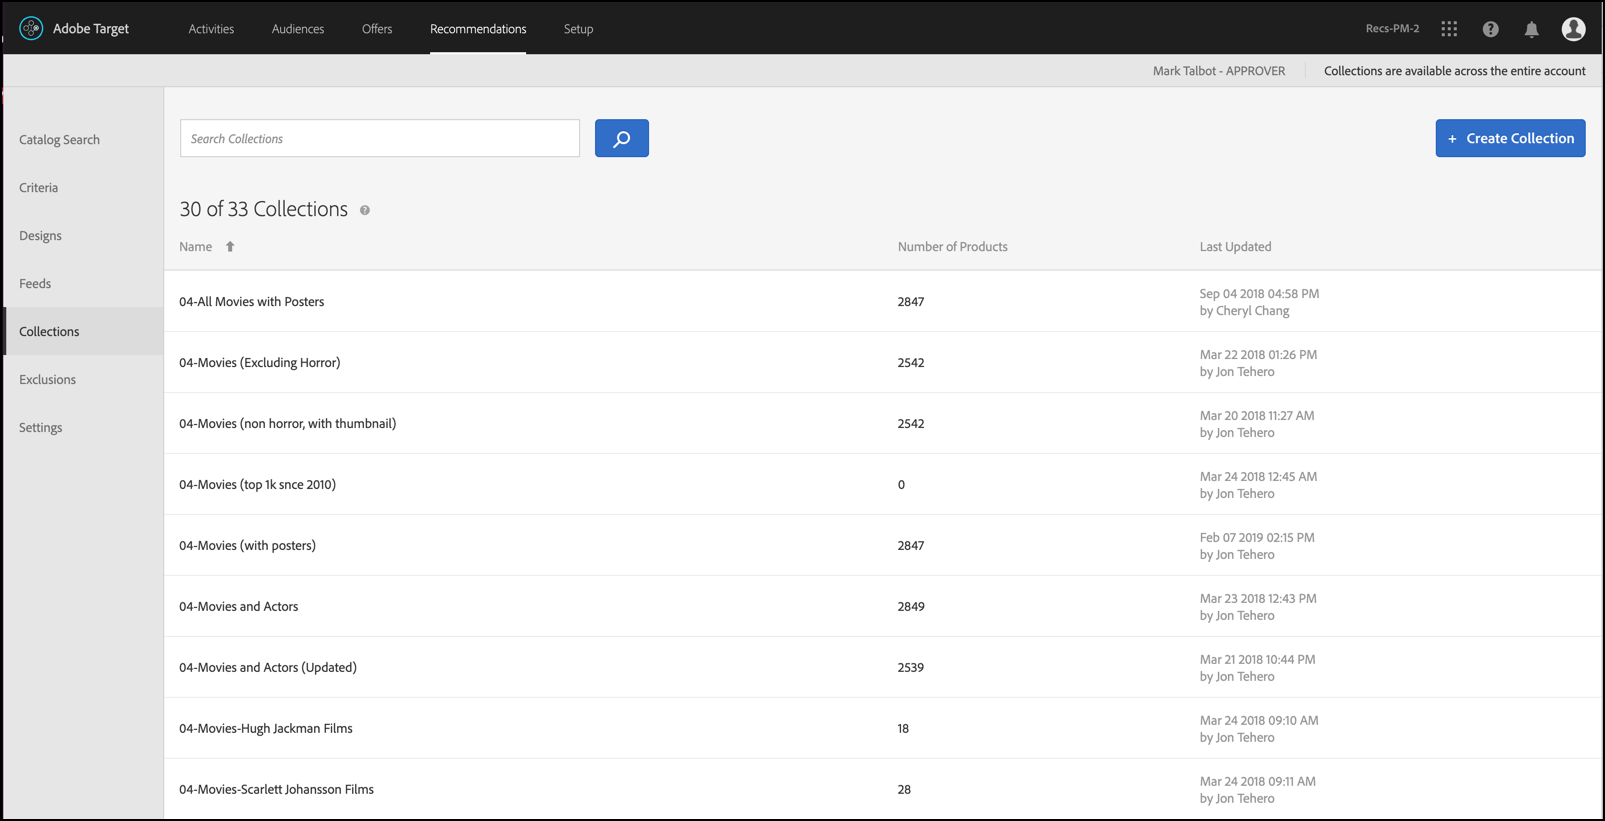 Adobe Target
Activities
Audiences
Offers
Recommendations
Setup
Recs-PM-2
Mark Talbot - APPROVER
Collections are available across the entire account
Catalog Search
Criteria
Designs
Feeds
Collections
Exclusions
Settings
Search Collections
+ Create Collection
30 of 33 Collections
Name
Number of Products
Last Updated
04-All Movies with Posters
2847
Sep 04 2018 04:58 PM
by Cheryl Chang
04-Movies (Excluding Horror)
2542
Mar 22 2018 01:26 PM
by Jon Tehero
04-Movies (non horror, with thumbnail)
2542
Mar 20 2018 11:27 AM
by Jon Tehero
04-Movies (top 1k snce 2010)
0
Mar 24 2018 12:45 AM
by Jon Tehero
04-Movies (with posters)
2847
Feb 07 2019 02:15 PM
by Jon Tehero
04-Movies and Actors
2849
Mar 23 2018 12:43 PM
by Jon Tehero
04-Movies and Actors (Updated)
2539
Mar 21 2018 10:44 PM
by Jon Tehero
04-Movies-Hugh Jackman Films
18
Mar 24 2018 09:10 AM
by Jon Tehero
04-Movies-Scarlett Johansson Films
28
Mar 24 2018 09:11 AM
by Jon Tehero